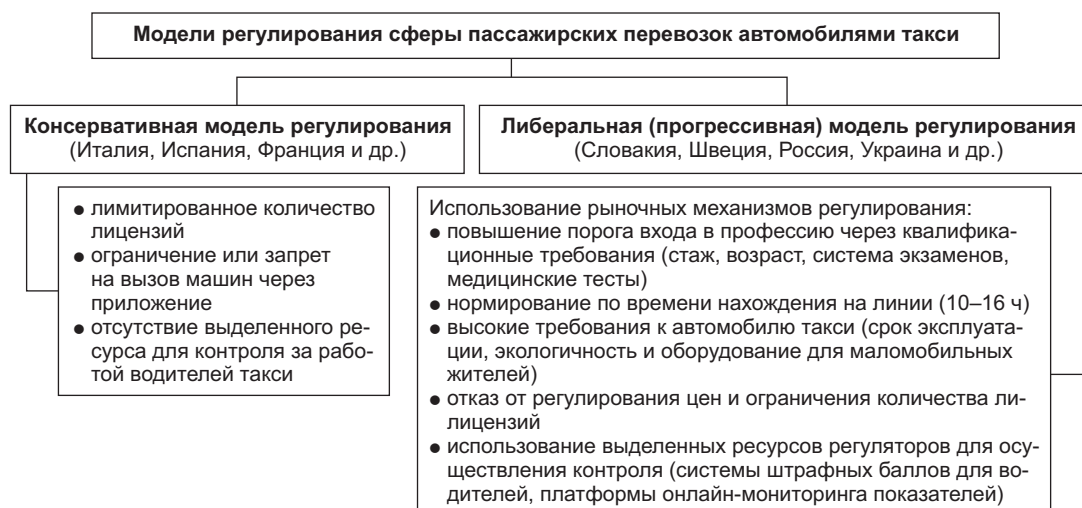 Модели регулирования сферы пассажирских перевозок автомобилями такси
Консервативная модель регулирования
(Италия, Испания, Франция и др.)
Либеральная (прогрессивная) модель регулирования
(Словакия, Швеция, Россия, Украина и др.)
● лимитированное количество
лицензий
● ограничение или запрет
на вызов машин через
приложение
● отсутствие выделенного ре-
сурса для контроля за рабо-
той водителей такси
Использование рыночных механизмов регулирования:
● повышение порога входа в профессию через квалифика-
ционные требования (стаж, возраст, система экзаменов,
медицинские тесты)
● нормирование по времени нахождения на линии (10–16 ч)
● высокие требования к автомобилю такси (срок эксплуата-
ции, экологичность и оборудование для маломобильных
жителей)
● отказ от регулирования цен и ограничения количества ли-
лицензий
● использование выделенных ресурсов регуляторов для осу-
ществления контроля (системы штрафных баллов для во-
дителей, платформы онлайн-мониторинга показателей)